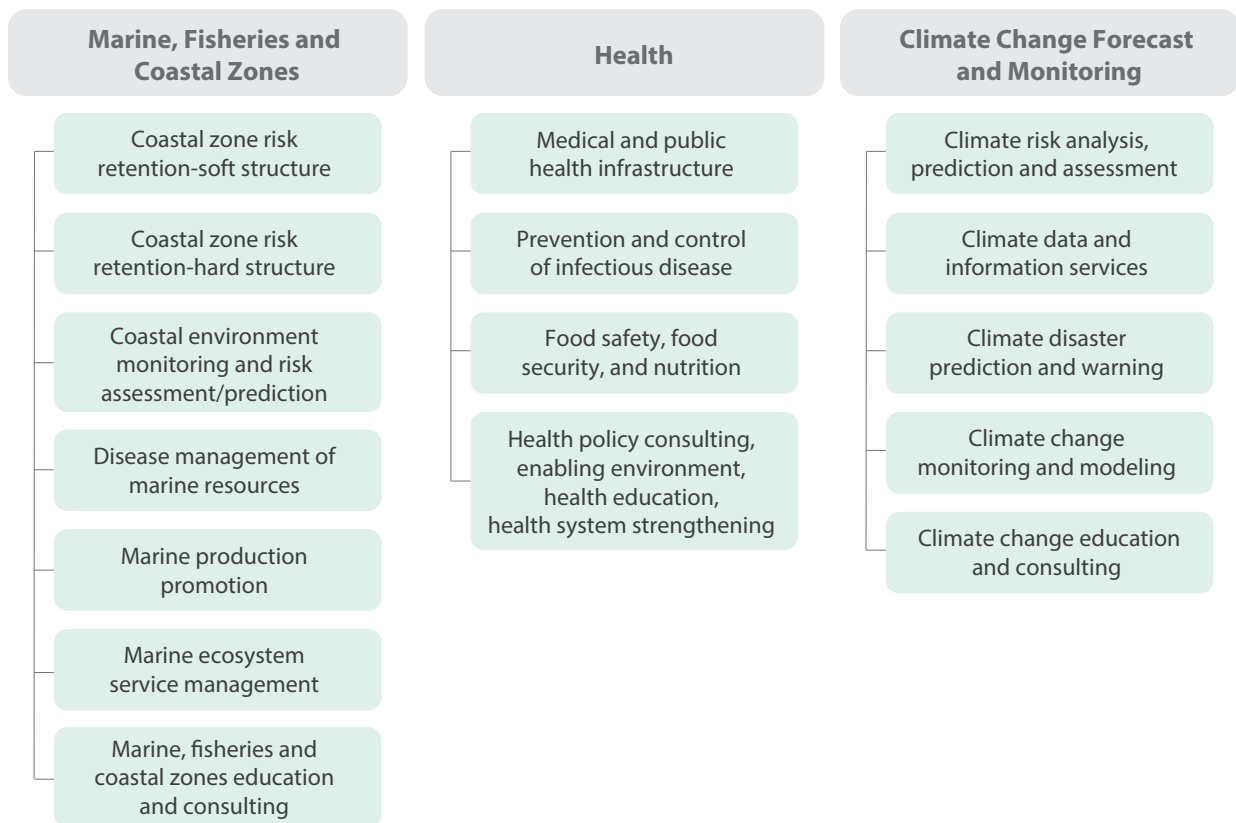 Marine, Fisheries and
Coastal Zones
Coastal zone risk
retention-soft structure
Coastal zone risk
retention-hard structure
Coastal environment
monitoring and risk
assessment/prediction
Disease management of
marine resources
Marine production
promotion
Marine ecosystem
service management
Marine, fisheries and
coastal zones education
and consulting
Health
Medical and public
health infrastructure
Prevention and control
of infectious disease
Food safety, food
security, and nutrition
Health policy consulting,
enabling environment,
health education,
health system strengthening
Climate Change Forecast
and Monitoring
Climate risk analysis,
prediction and assessment
Climate data and
information services
Climate disaster
prediction and warning
Climate change
monitoring and modeling
Climate change education
and consulting